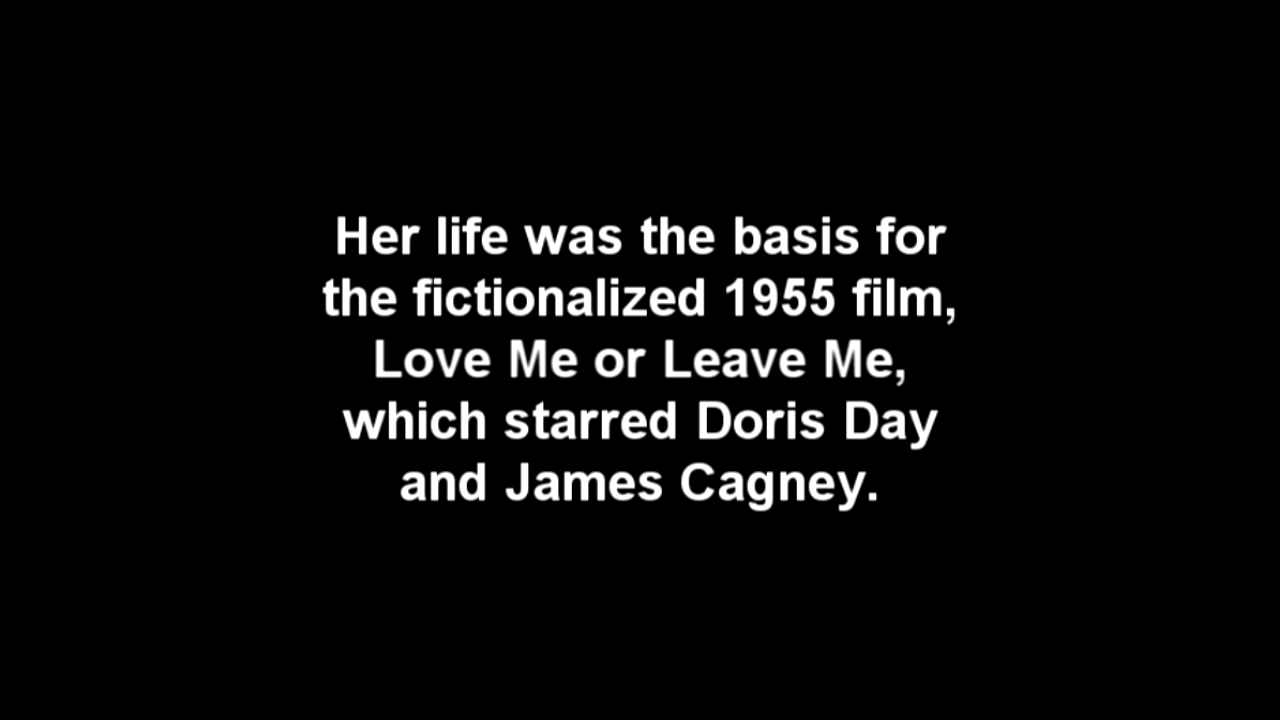 Her life was the basis for
the fictionalized 1955 film,
Love Me or Leave Me,
which starred Doris Day
and James Cagney.